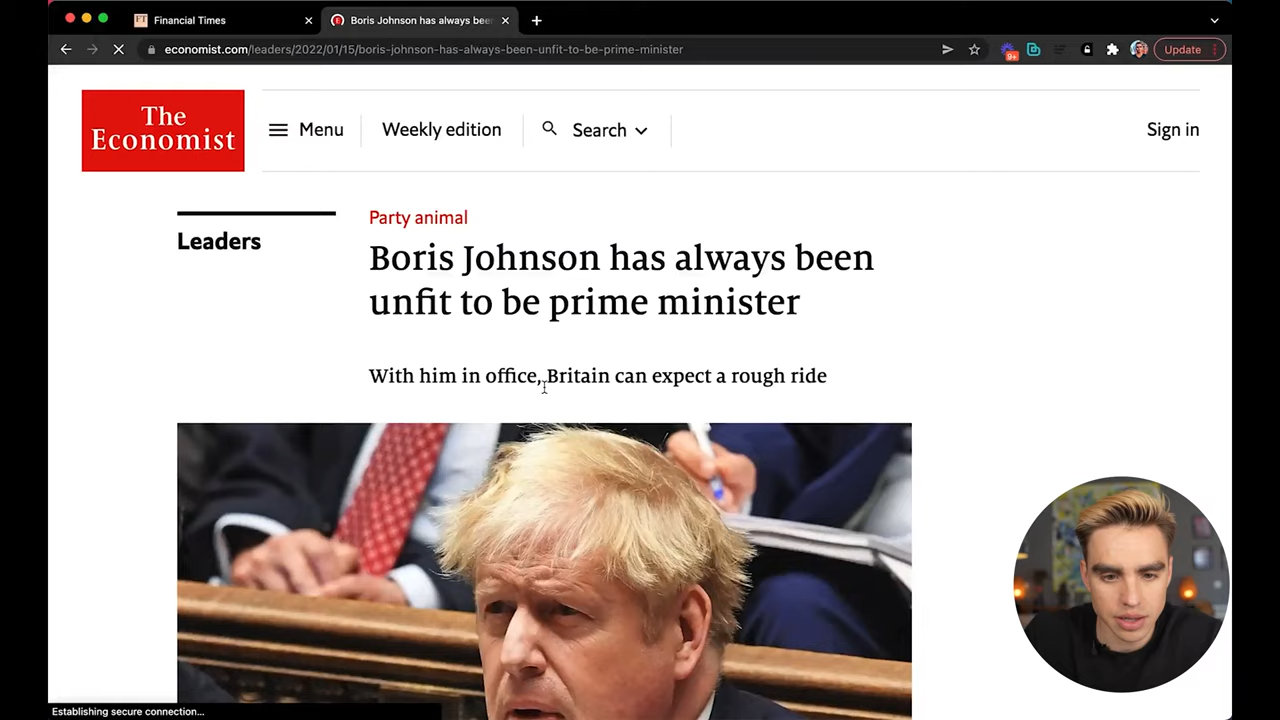 FT Financial Times
Boris Johnson has always bee
economist.com/leaders/2022/01/15/boris-johnson-has-always-been-unfit-to-be-prime-minister
9+
Update
The
Economist
Menu
Weekly edition
Search
Sign in
Party animal
Leaders
Boris Johnson has always been
unfit to be prime minister
With him in office, Britain can expect a rough ride
Establishing secure connection...